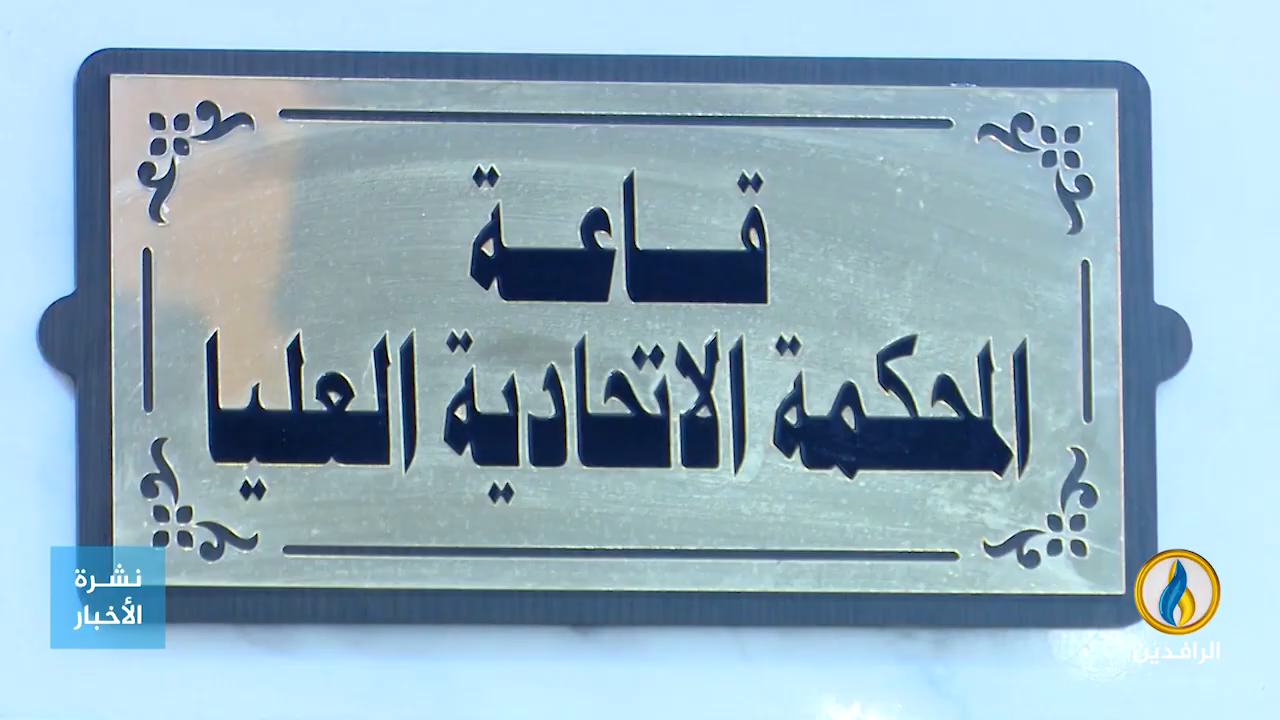 قاعة
المحكمة الاتحادية العليا
نشرة
الأخبار
الرافدين